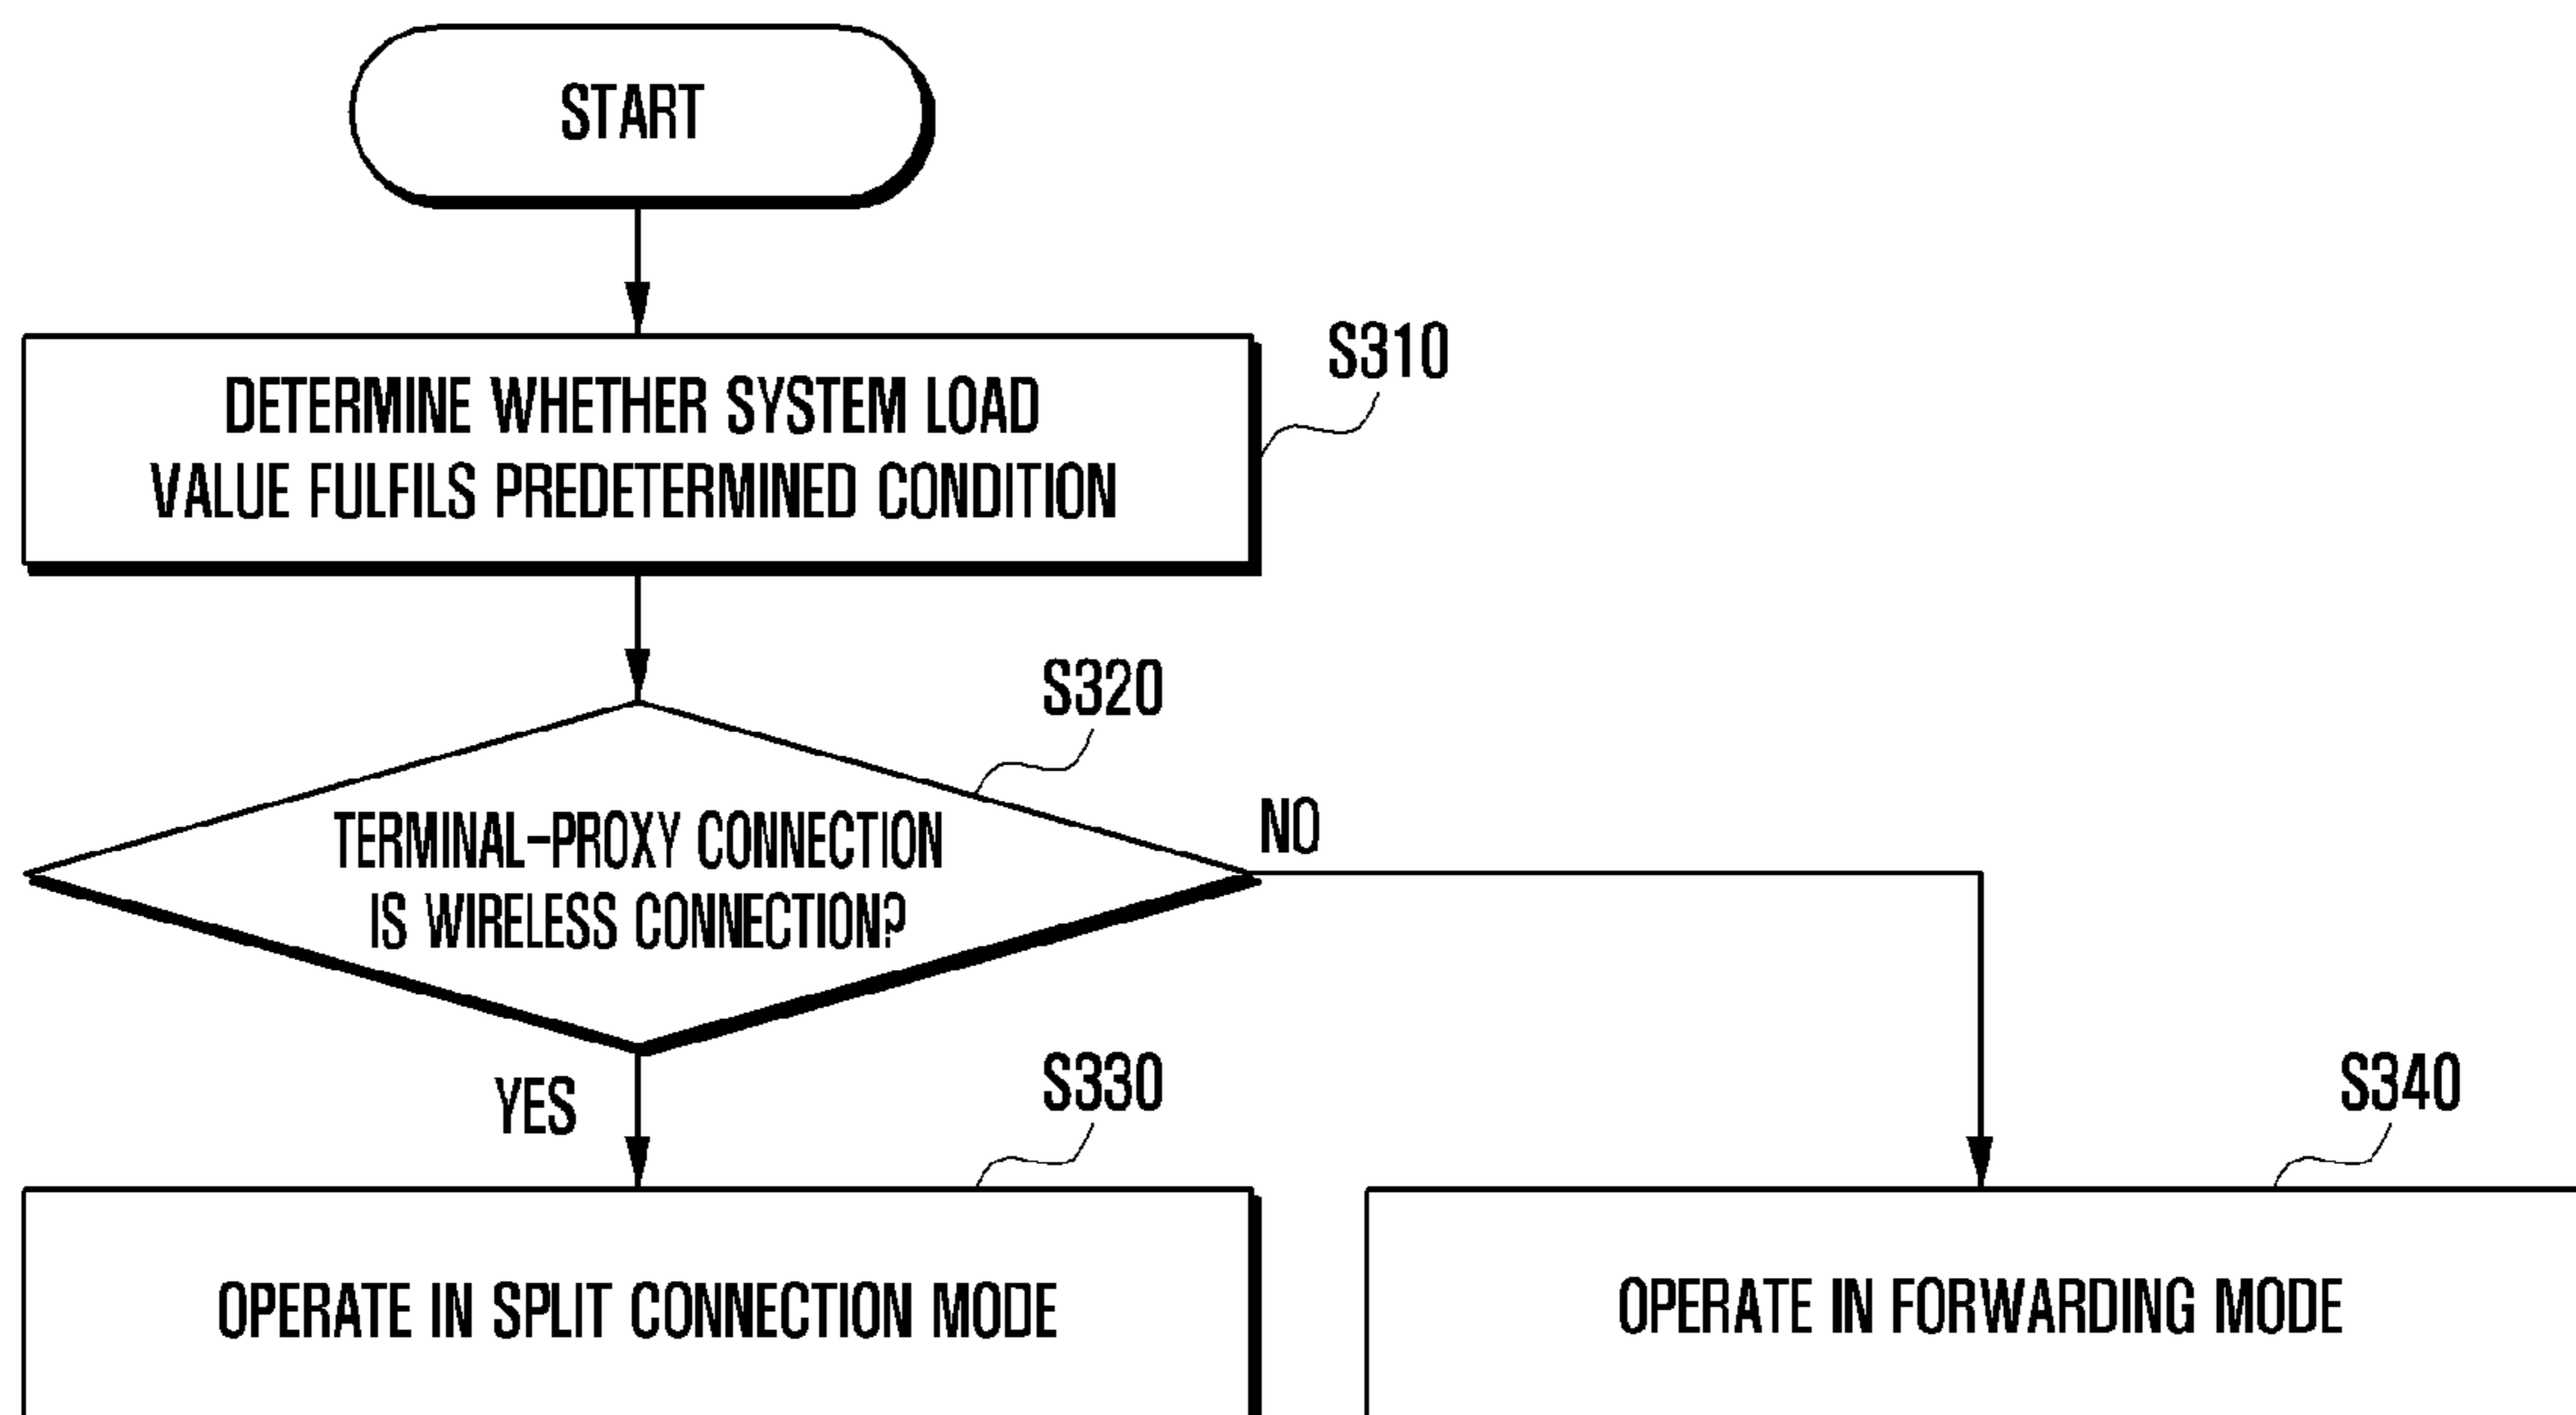 START
S310
DETERMINE WHETHER SYSTEM LOAD
VALUE FULFILS PREDETERMINED CONDITION
S320
TERMINAL-PROXY CONNECTION
IS WIRELESS CONNECTION?
NO
YES
S330
S340
OPERATE IN SPLIT CONNECTION MODE
OPERATE IN FORWARDING MODE